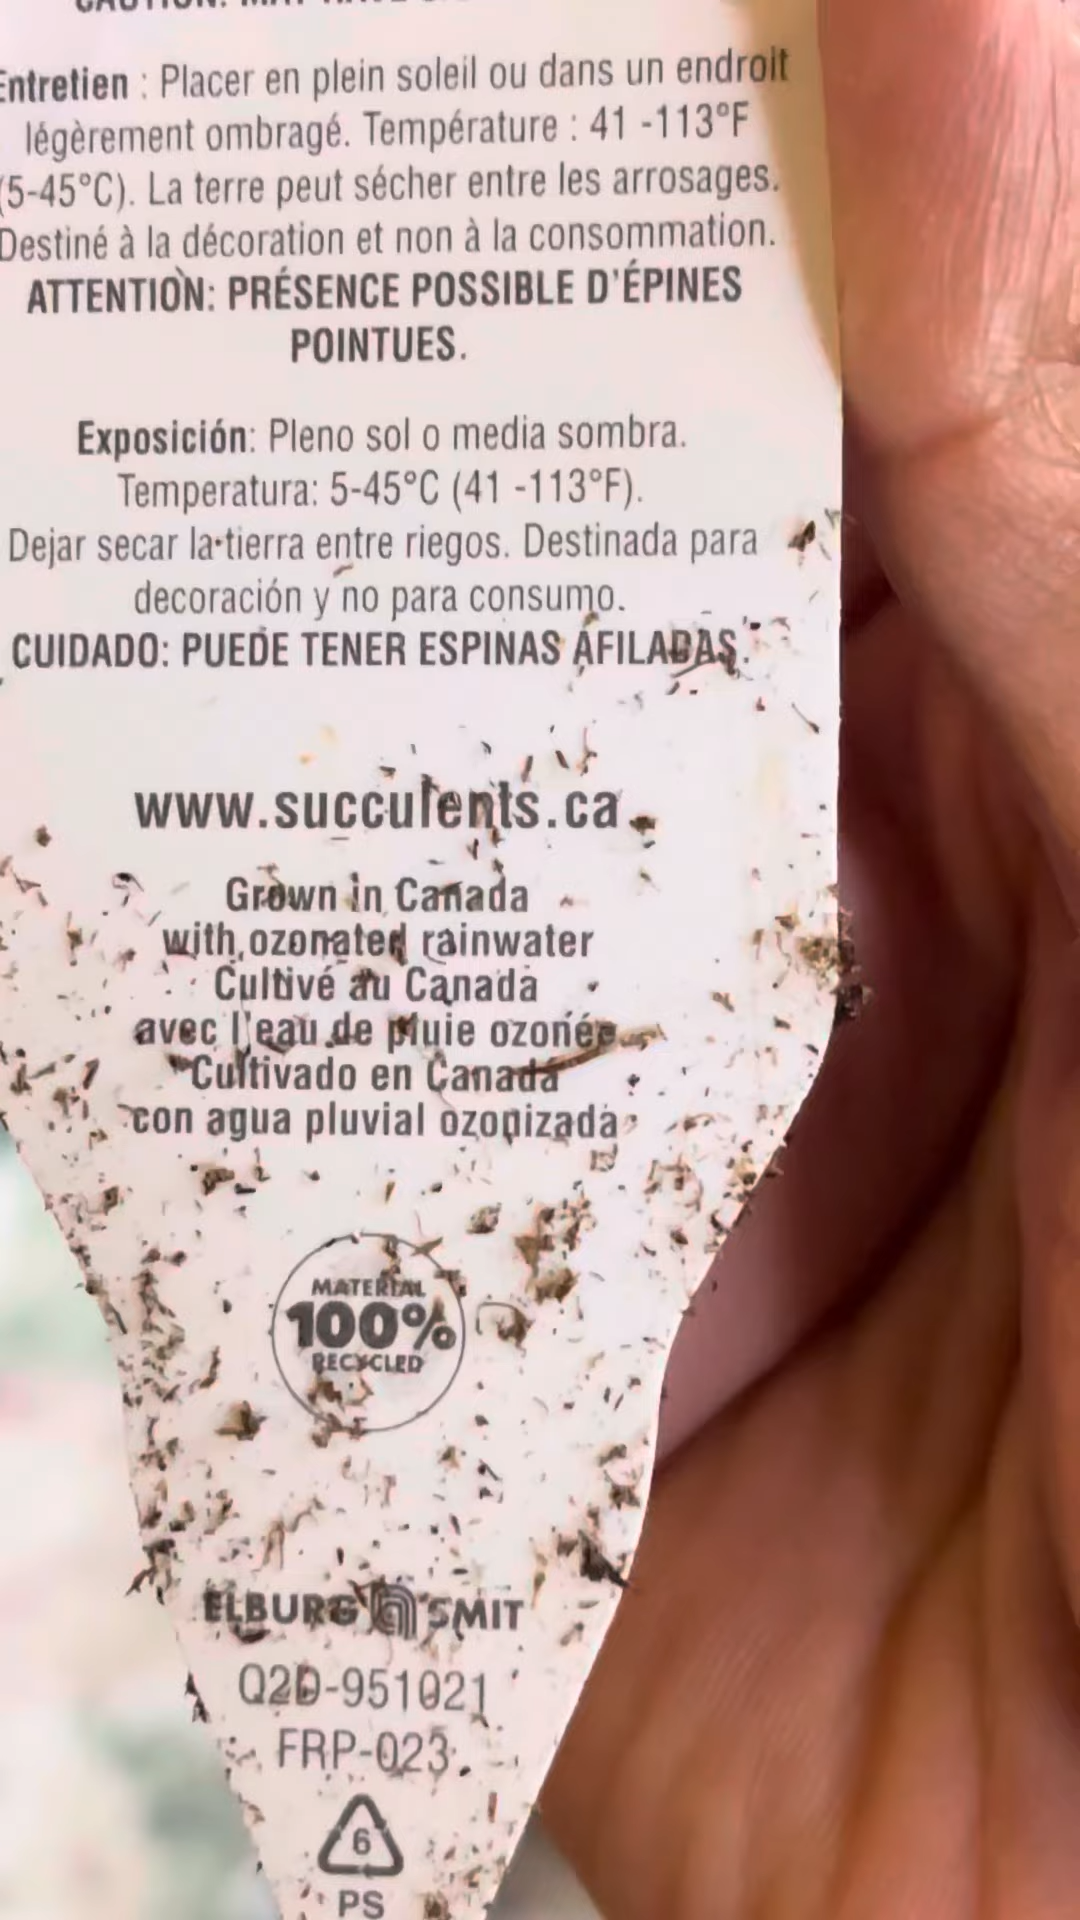 CAUTION: MAY HAVE
Entretien : Placer en plein soleil ou dans un endroit
légèrement ombragé. Température : 41 -113°F
(5-45°C). La terre peut sécher entre les arrosages.
Destiné à la décoration et non à la consommation.
ATTENTION: PRÉSENCE POSSIBLE D'ÉPINES
POINTUES.
Exposición: Pleno sol o media sombra.
Temperatura: 5-45°C (41 -113°F).
Dejar secar la tierra entre riegos. Destinada para
decoración y no para consumo.
CUIDADO: PUEDE TENER ESPINAS AFILADAS.
www.succulents.ca
Grown in Canada
with ozonated rainwater
Cultivé au Canada
avec l'eau de pluie ozonée
Cultivado en Canadá
con agua pluvial ozonizada
MATERIAL
100%
RECYCLED
ELBURG SMIT
Q2D-951021
FRP-023
6
PS